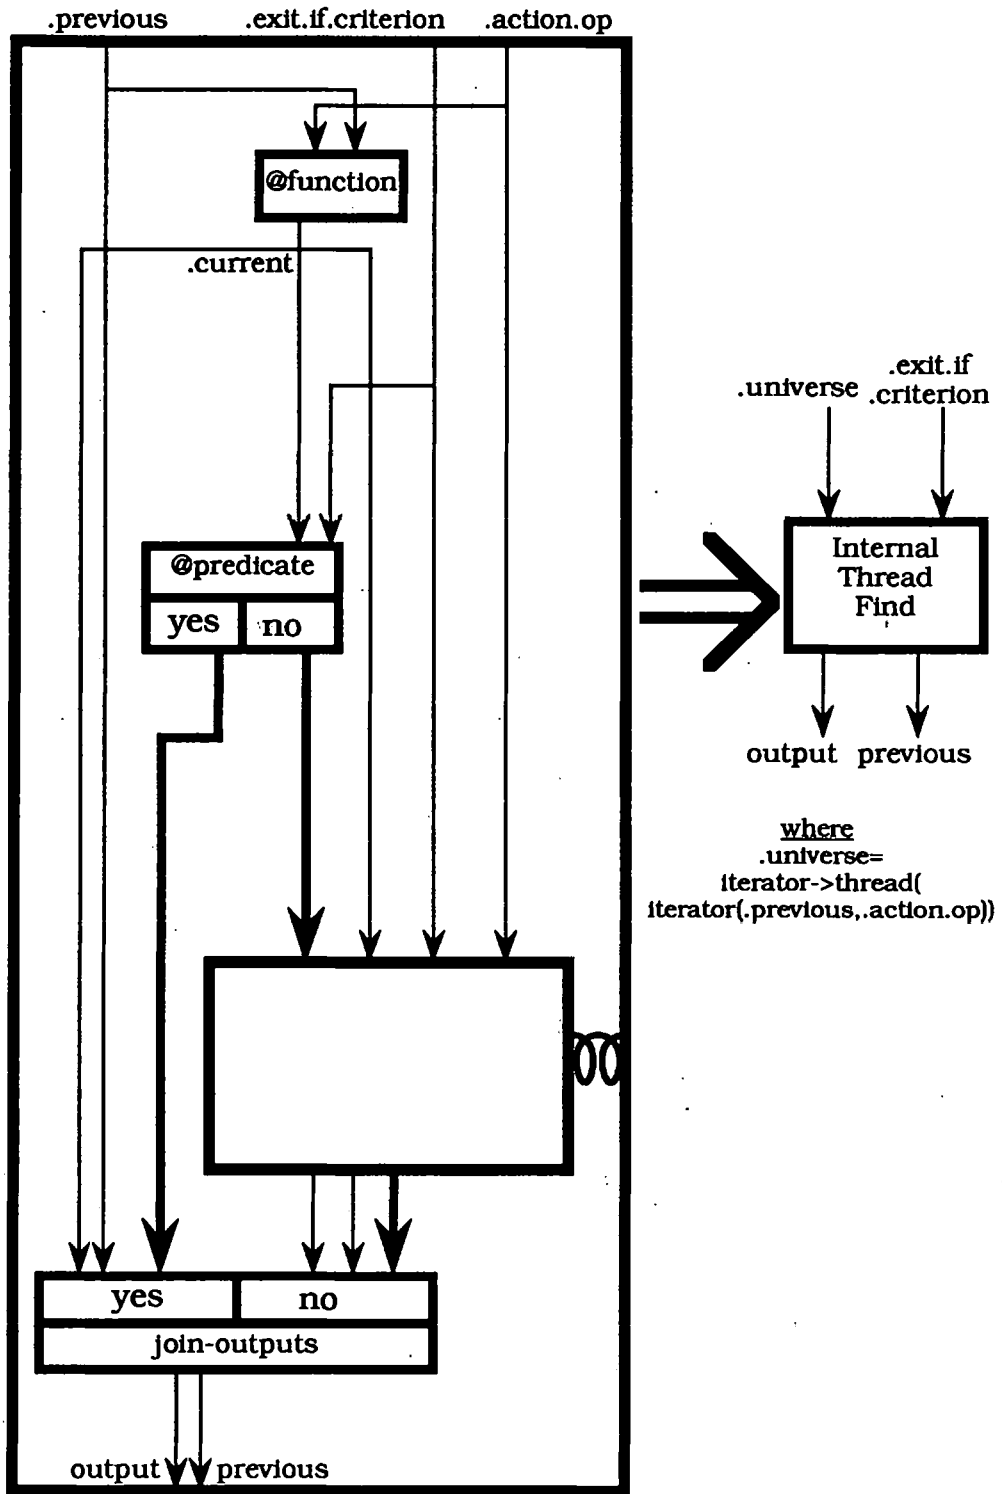 .previous .exit.if.criterion .action.op
@function
.current
@predicate
yes no
yes no
join-outputs
output previous
.universe .exit.if
.criterion
Internal
Thread
Find
output previous
where
.universe=
iterator->thread(
iterator(.previous,.action.op))